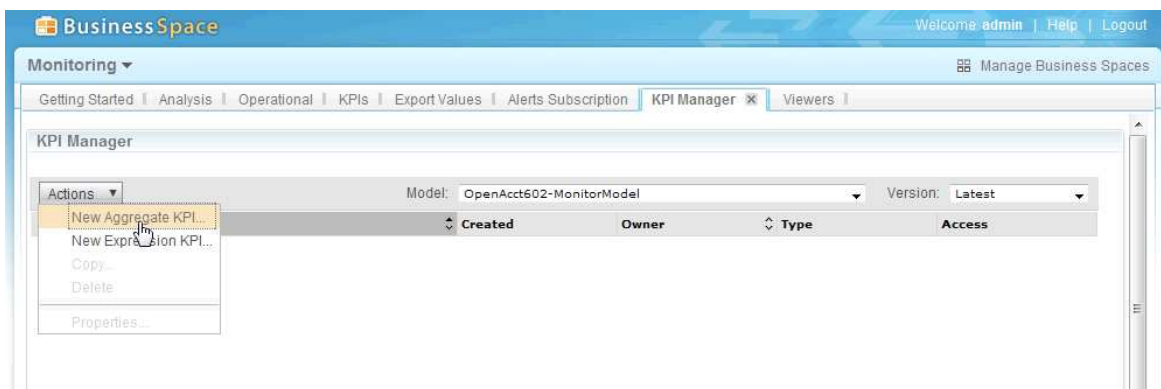 BusinessSpace
Welcome admin | Help | Logout
Monitoring
Manage Business Spaces
Getting Started Analysis Operational KPIs Export Values Alerts Subscription KPI Manager Viewers
KPI Manager
Actions Model: OpenAcct602-MonitorModel Version: Latest
Created Owner Type Access
New Aggregate KPI...
New Expression KPI...
Copy...
Delete
Properties...